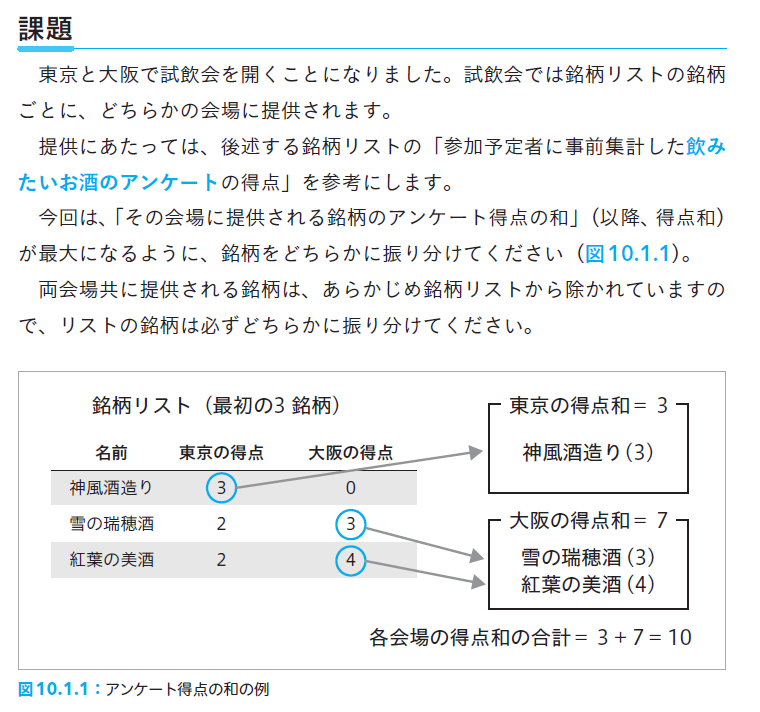 課題
東京と大阪で試飲会を開くことになりました。試飲会では銘柄リストの銘柄
ごとに、どちらかの会場に提供されます。
提供にあたっては、後述する銘柄リストの「参加予定者に事前集計した飲み
たいお酒のアンケートの得点」を参考にします。
今回は、「その会場に提供される銘柄のアンケート得点の和」（以降、得点和）
が最大になるように、銘柄をどちらかに振り分けてください（図10.1.1）。
両会場共に提供される銘柄は、あらかじめ銘柄リストから除かれていますの
で、リストの銘柄は必ずどちらかに振り分けてください。
銘柄リスト（最初の3 銘柄）
名前 東京の得点 大阪の得点
神風酒造り 3 0
雪の瑞穂酒 2 3
紅葉の美酒 2 4
東京の得点和＝ 3
神風酒造り（3）
大阪の得点和＝ 7
雪の瑞穂酒（3）
紅葉の美酒（4）
各会場の得点和の合計＝ 3＋7＝10
図10.1.1：アンケート得点の和の例